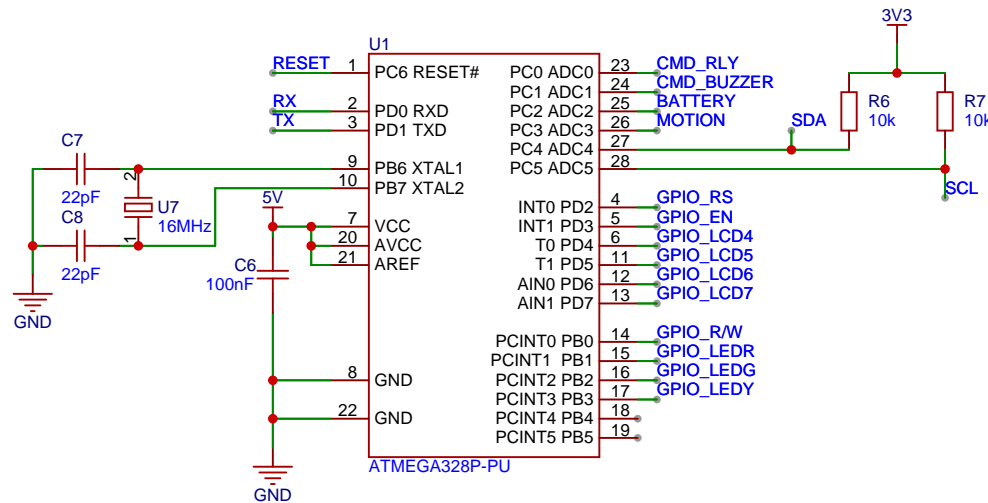 3V3
U1
RESET 1 PC6 RESET# PC0 ADC0 23 CMD_RLY
PC1 ADC1 24 CMD_BUZZER
RX 2 PD0 RXD PC2 ADC2 25 BATTERY
TX 3 PD1 TXD PC3 ADC3 26 MOTION
PC4 ADC4 27 SDA
R6 10k
R7 10k
9 PB6 XTAL1 PC5 ADC5 28
SCL
C7
22pF
10 PB7 XTAL2
2
U7
16MHz
1
C8
22pF
GND
INT0 PD2 4 GPIO_RS
5V
7 VCC INT1 PD3 5 GPIO_EN
20 AVCC T0 PD4 6 GPIO_LCD4
21 AREF T1 PD5 11 GPIO_LCD5
C6
100nF
AIN0 PD6 12 GPIO_LCD6
AIN1 PD7 13 GPIO_LCD7
PCINT0 PB0 14 GPIO_R/W
PCINT1 PB1 15 GPIO_LEDR
8 GND PCINT2 PB2 16 GPIO_LEDG
PCINT3 PB3 17 GPIO_LEDY
22 GND PCINT4 PB4 18
PCINT5 PB5 19
ATMEGA328P-PU
GND